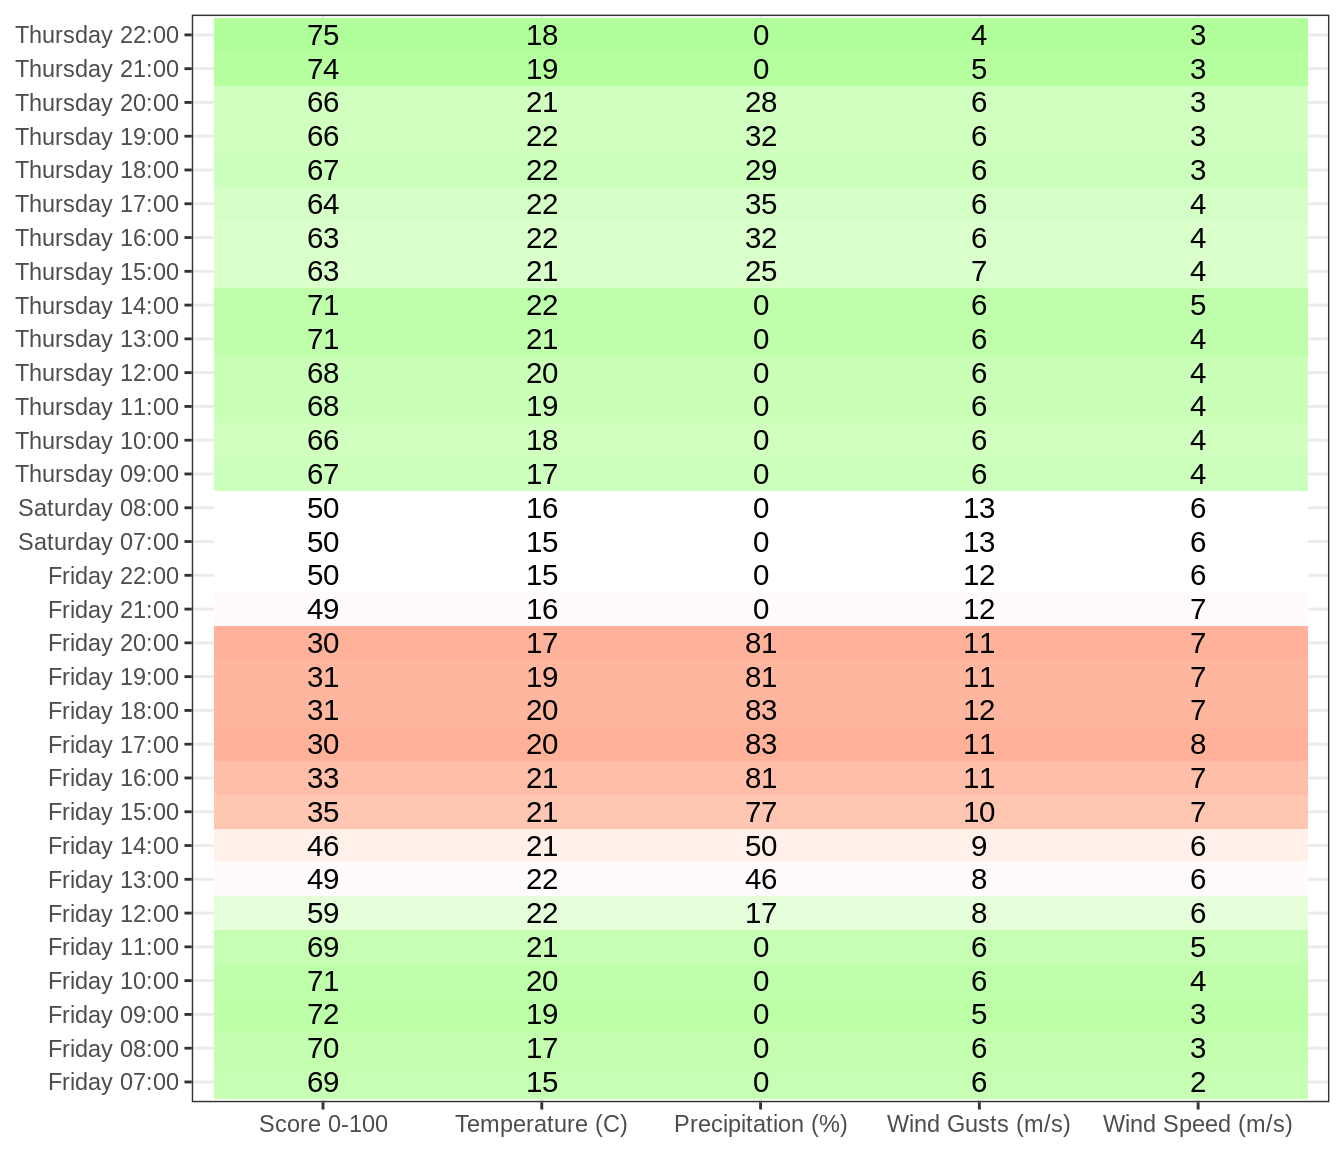 Thursday 22:00 75 18 0 4 3
Thursday 21:00 74 19 0 5 3
Thursday 20:00 66 21 28 6 3
Thursday 19:00 66 22 32 6 3
Thursday 18:00 67 22 29 6 3
Thursday 17:00 64 22 35 6 4
Thursday 16:00 63 22 32 6 4
Thursday 15:00 63 21 25 7 4
Thursday 14:00 71 22 0 6 5
Thursday 13:00 71 21 0 6 4
Thursday 12:00 68 20 0 6 4
Thursday 11:00 68 19 0 6 4
Thursday 10:00 66 18 0 6 4
Thursday 09:00 67 17 0 6 4
Saturday 08:00 50 16 0 13 6
Saturday 07:00 50 15 0 13 6
Friday 22:00 50 15 0 12 6
Friday 21:00 49 16 0 12 7
Friday 20:00 30 17 81 11 7
Friday 19:00 31 19 81 11 7
Friday 18:00 31 20 83 12 7
Friday 17:00 30 20 83 11 8
Friday 16:00 33 21 81 11 7
Friday 15:00 35 21 77 10 7
Friday 14:00 46 21 50 9 6
Friday 13:00 49 22 46 8 6
Friday 12:00 59 22 17 8 6
Friday 11:00 69 21 0 6 5
Friday 10:00 71 20 0 6 4
Friday 09:00 72 19 0 5 3
Friday 08:00 70 17 0 6 3
Friday 07:00 69 15 0 6 2
Score 0-100 Temperature (C) Precipitation (%) Wind Gusts (m/s) Wind Speed (m/s)